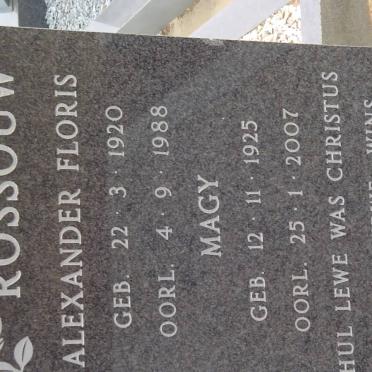 ROSSOUW
ALEXANDER FLORIS
GEB. 22 · 3 · 1920
OORL. 4 · 9 · 1988
MAGY
GEB. 12 · 11 · 1925
OORL. 25 · 1 · 2007
HUL LEWE WAS CHRISTUS
WINS